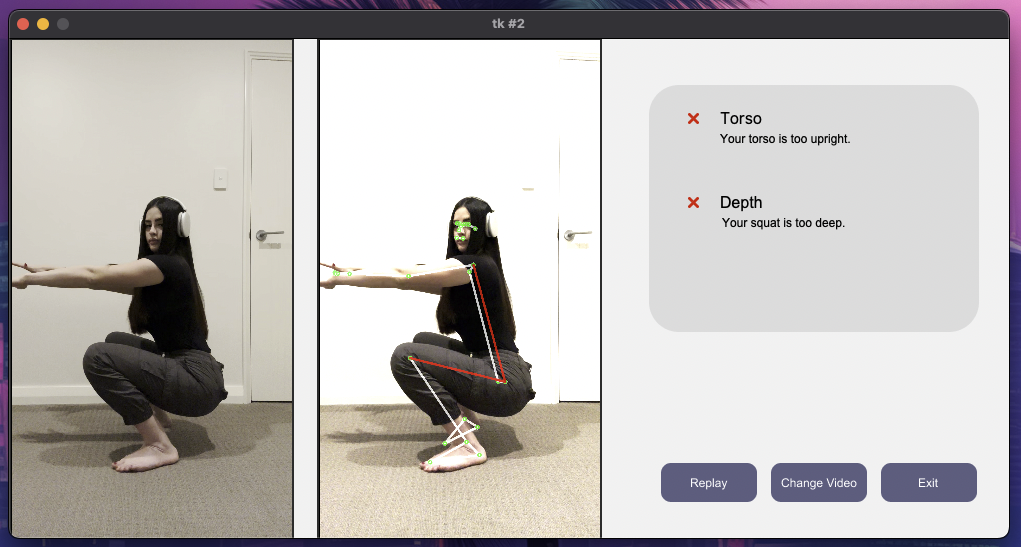 tk #2
Torso
Your torso is too upright.
Depth
Your squat is too deep.
Replay
Change Video
Exit